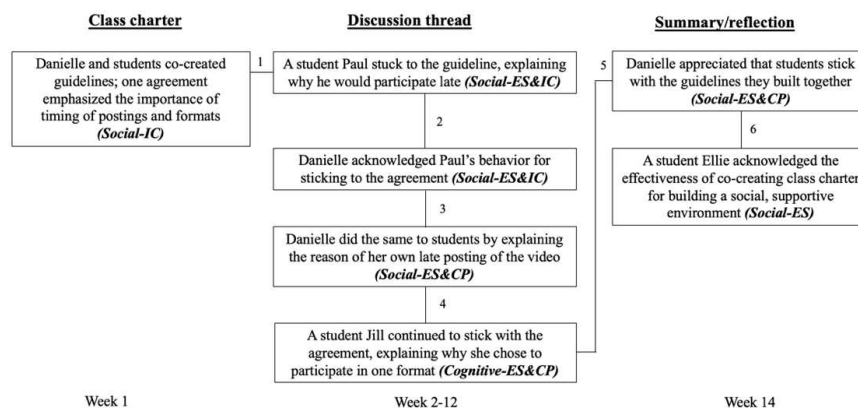 Class charter
Danielle and students co-created
guidelines; one agreement
emphasized the importance of
timing of postings and formats
(Social-IC)
1
Discussion thread
A student Paul stuck to the guideline, explaining
why he would participate late (Social-ES&IC)
2
Danielle acknowledged Paul's behavior for
sticking to the agreement (Social-ES&IC)
3
Danielle did the same to students by explaining
the reason of her own late posting of the video
(Social-ES&CP)
4
A student Jill continued to stick with the
agreement, explaining why she chose to
participate in one format (Cognitive-ES&CP)
Summary/reflection
5
Danielle appreciated that students stick
with the guidelines they built together
(Social-ES&CP)
6
A student Ellie acknowledged the
effectiveness of co-creating class charter
for building a social, supportive
environment (Social-ES)
Week 1
Week 2-12
Week 14